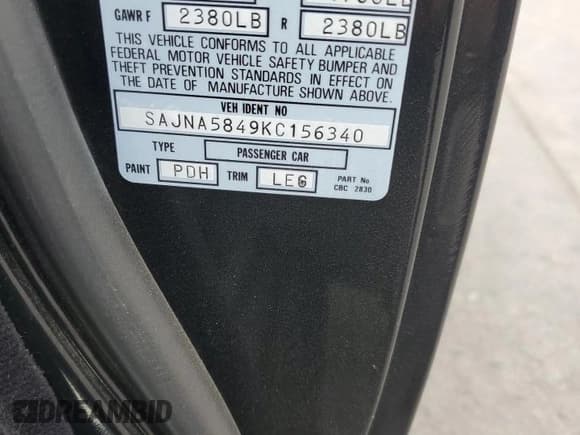 GAWR F 2380LB R 2380LB
THIS VEHICLE CONFORMS TO ALL APPLICABLE
FEDERAL MOTOR VEHICLE SAFETY BUMPER AND
THEFT PREVENTION STANDARDS IN EFFECT ON
THE DATE OF MANUFACTURE SHOWN ABOVE.
VEH IDENT NO
SAJNA5849KC156340
TYPE PASSENGER CAR
PAINT PDH TRIM LEG PART No
CBC 2830
DREAMBID